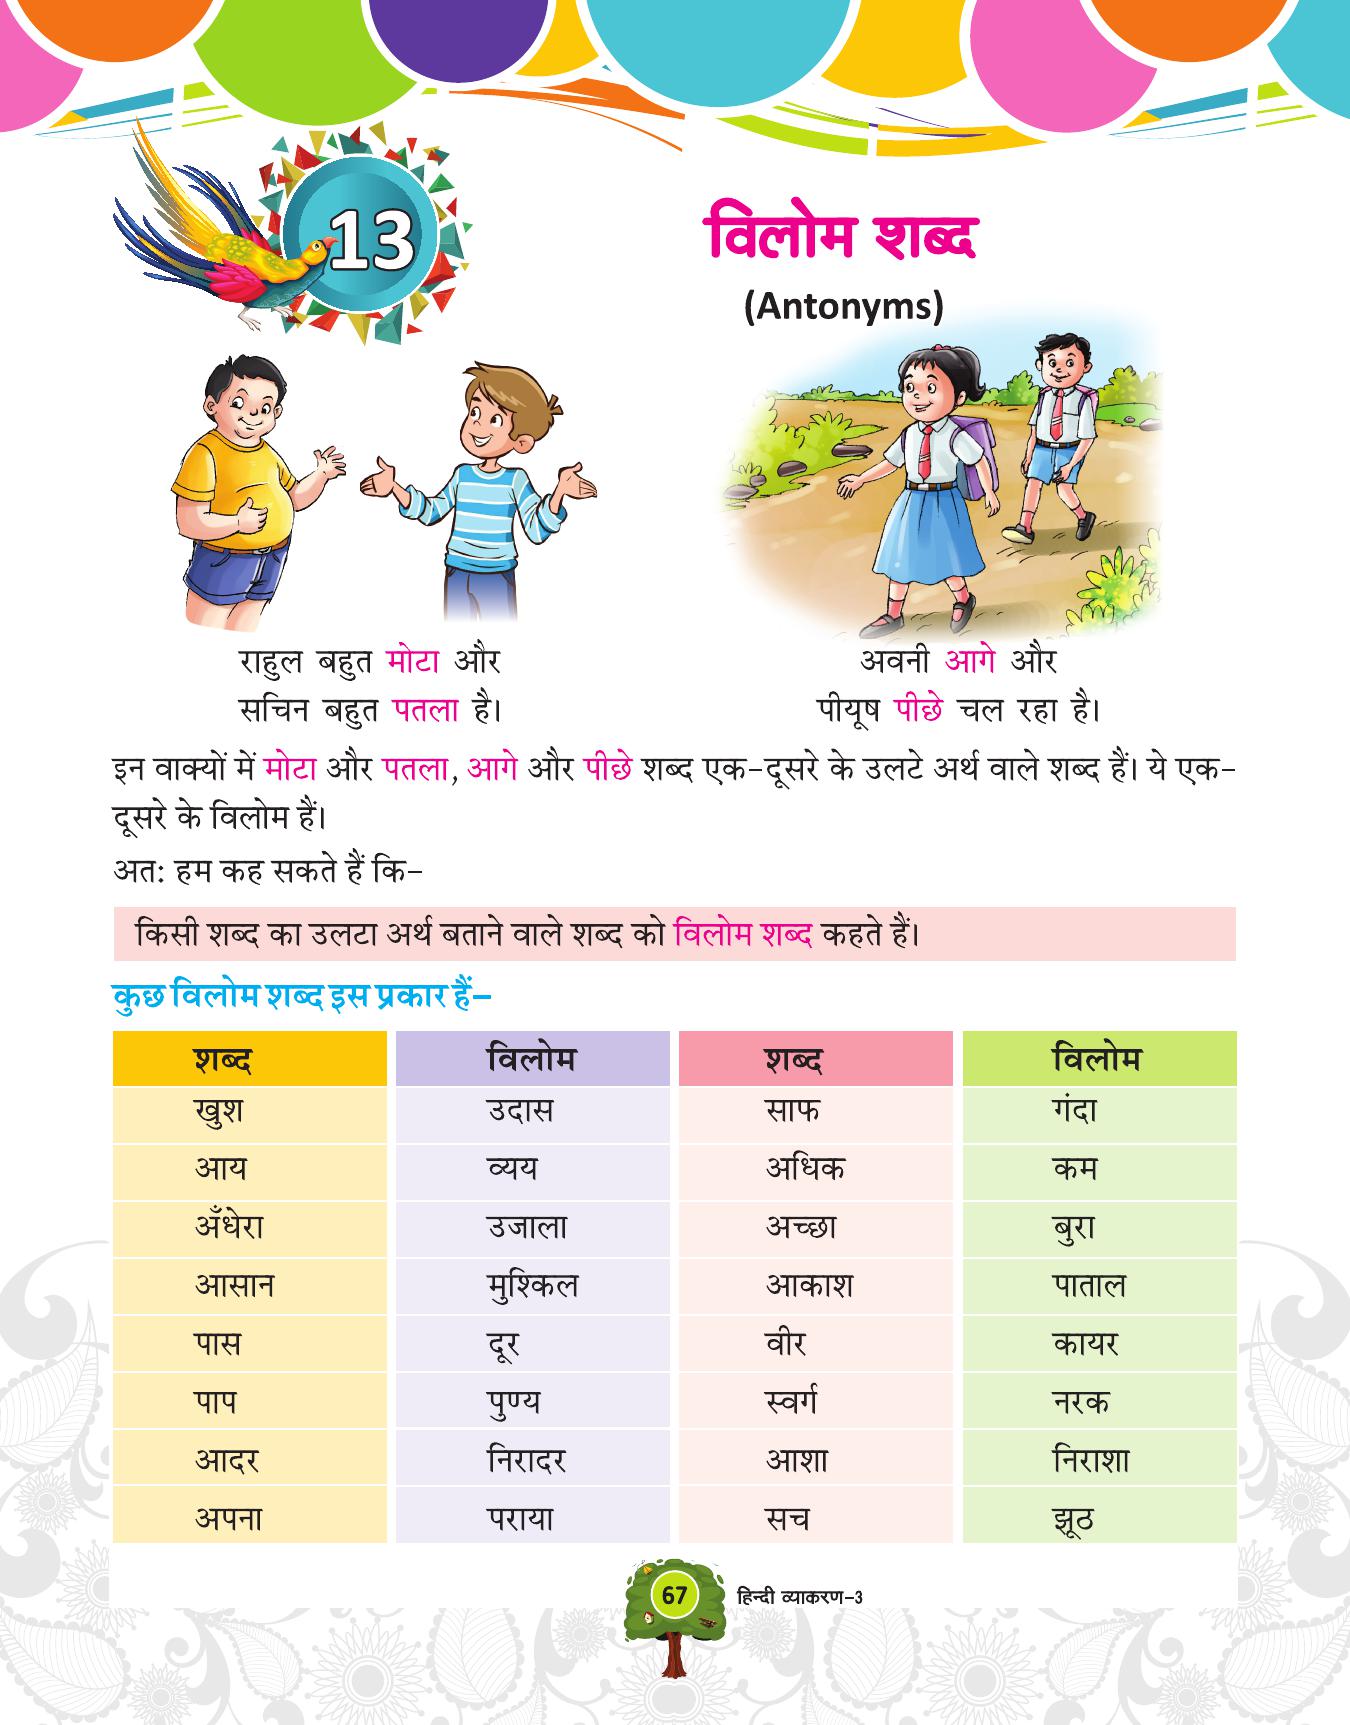 13
विलोम शब्द
(Antonyms)
राहुल बहुत मोटा और
सचिन बहुत पतला है।
अवनी आगे और
पीयूष पीछे चल रहा है।
इन वाक्यों में मोटा और पतला, आगे और पीछे शब्द एक-दूसरे के उलटे अर्थ वाले शब्द हैं। ये एक-
दूसरे के विलोम हैं।
अत: हम कह सकते हैं कि-
किसी शब्द का उलटा अर्थ बताने वाले शब्द को विलोम शब्द कहते हैं।
कुछ विलोम शब्द इस प्रकार हैं–
शब्द विलोम शब्द विलोम
खुश उदास साफ गंदा
आय व्यय अधिक कम
अँधेरा उजाला अच्छा बुरा
आसान मुश्किल आकाश पाताल
पास दूर वीर कायर
पाप पुण्य स्वर्ग नरक
आदर निरादर आशा निराशा
अपना पराया सच झूठ
67 हिन्दी व्याकरण-3